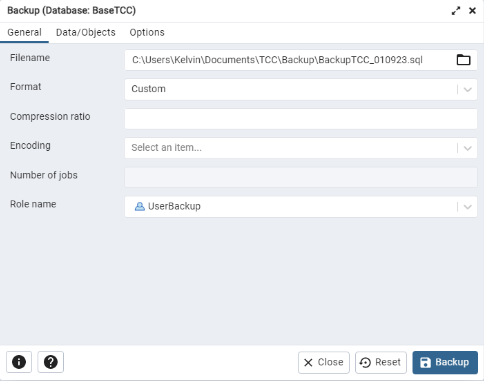 Backup (Database: BaseTCC)
General Data/Objects Options
Filename C:\Users\Kelvin\Documents\TCC\Backup\BackupTCC_010923.sql
Format Custom
Compression ratio
Encoding Select an item...
Number of jobs
Role name UserBackup
Close Reset Backup